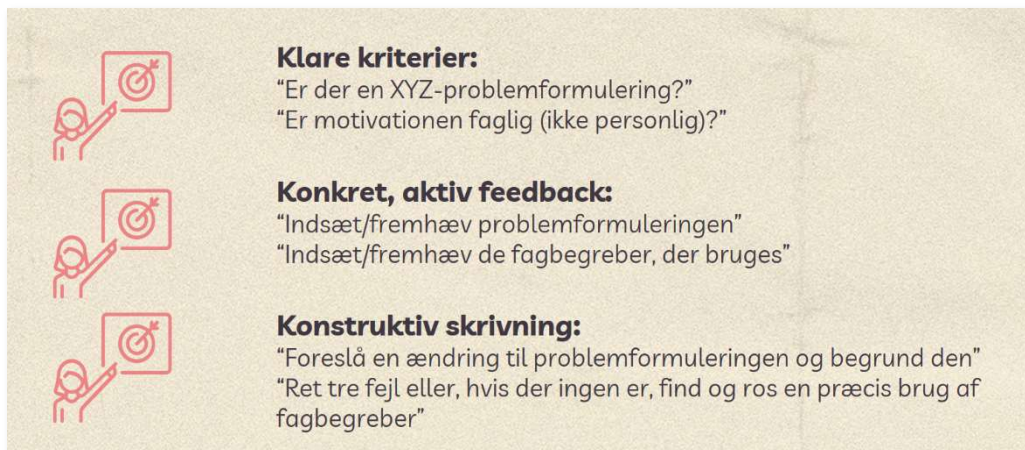 Klare kriterier:
“Er der en XYZ-problemformulering?”
“Er motivationen faglig (ikke personlig)?”
Konkret, aktiv feedback:
“Indsæt/fremhæv problemformuleringen”
“Indsæt/fremhæv de fagbegreber, der bruges”
Konstruktiv skrivning:
“Foreslå en ændring til problemformuleringen og begrund den”
“Ret tre fejl eller, hvis der ingen er, find og ros en præcis brug af
fagbegreber”